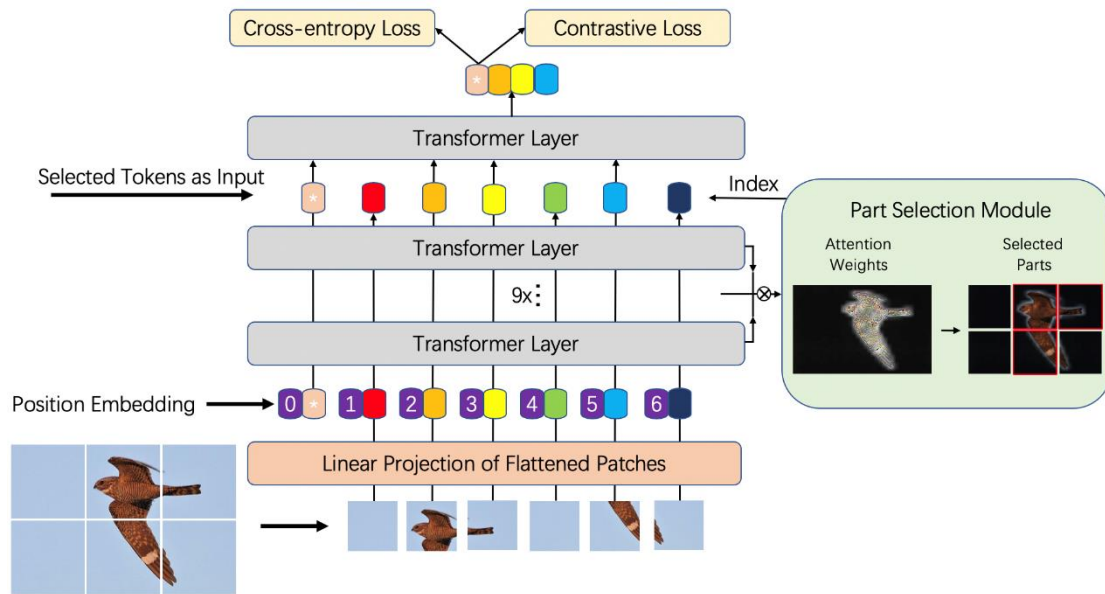 Cross-entropy Loss
Contrastive Loss
*
Transformer Layer
Selected Tokens as Input
*
Index
Part Selection Module
Attention
Weights
Selected
Parts
Transformer Layer
9x
Transformer Layer
Position Embedding
0 * 1 2 3 4 5 6
Linear Projection of Flattened Patches